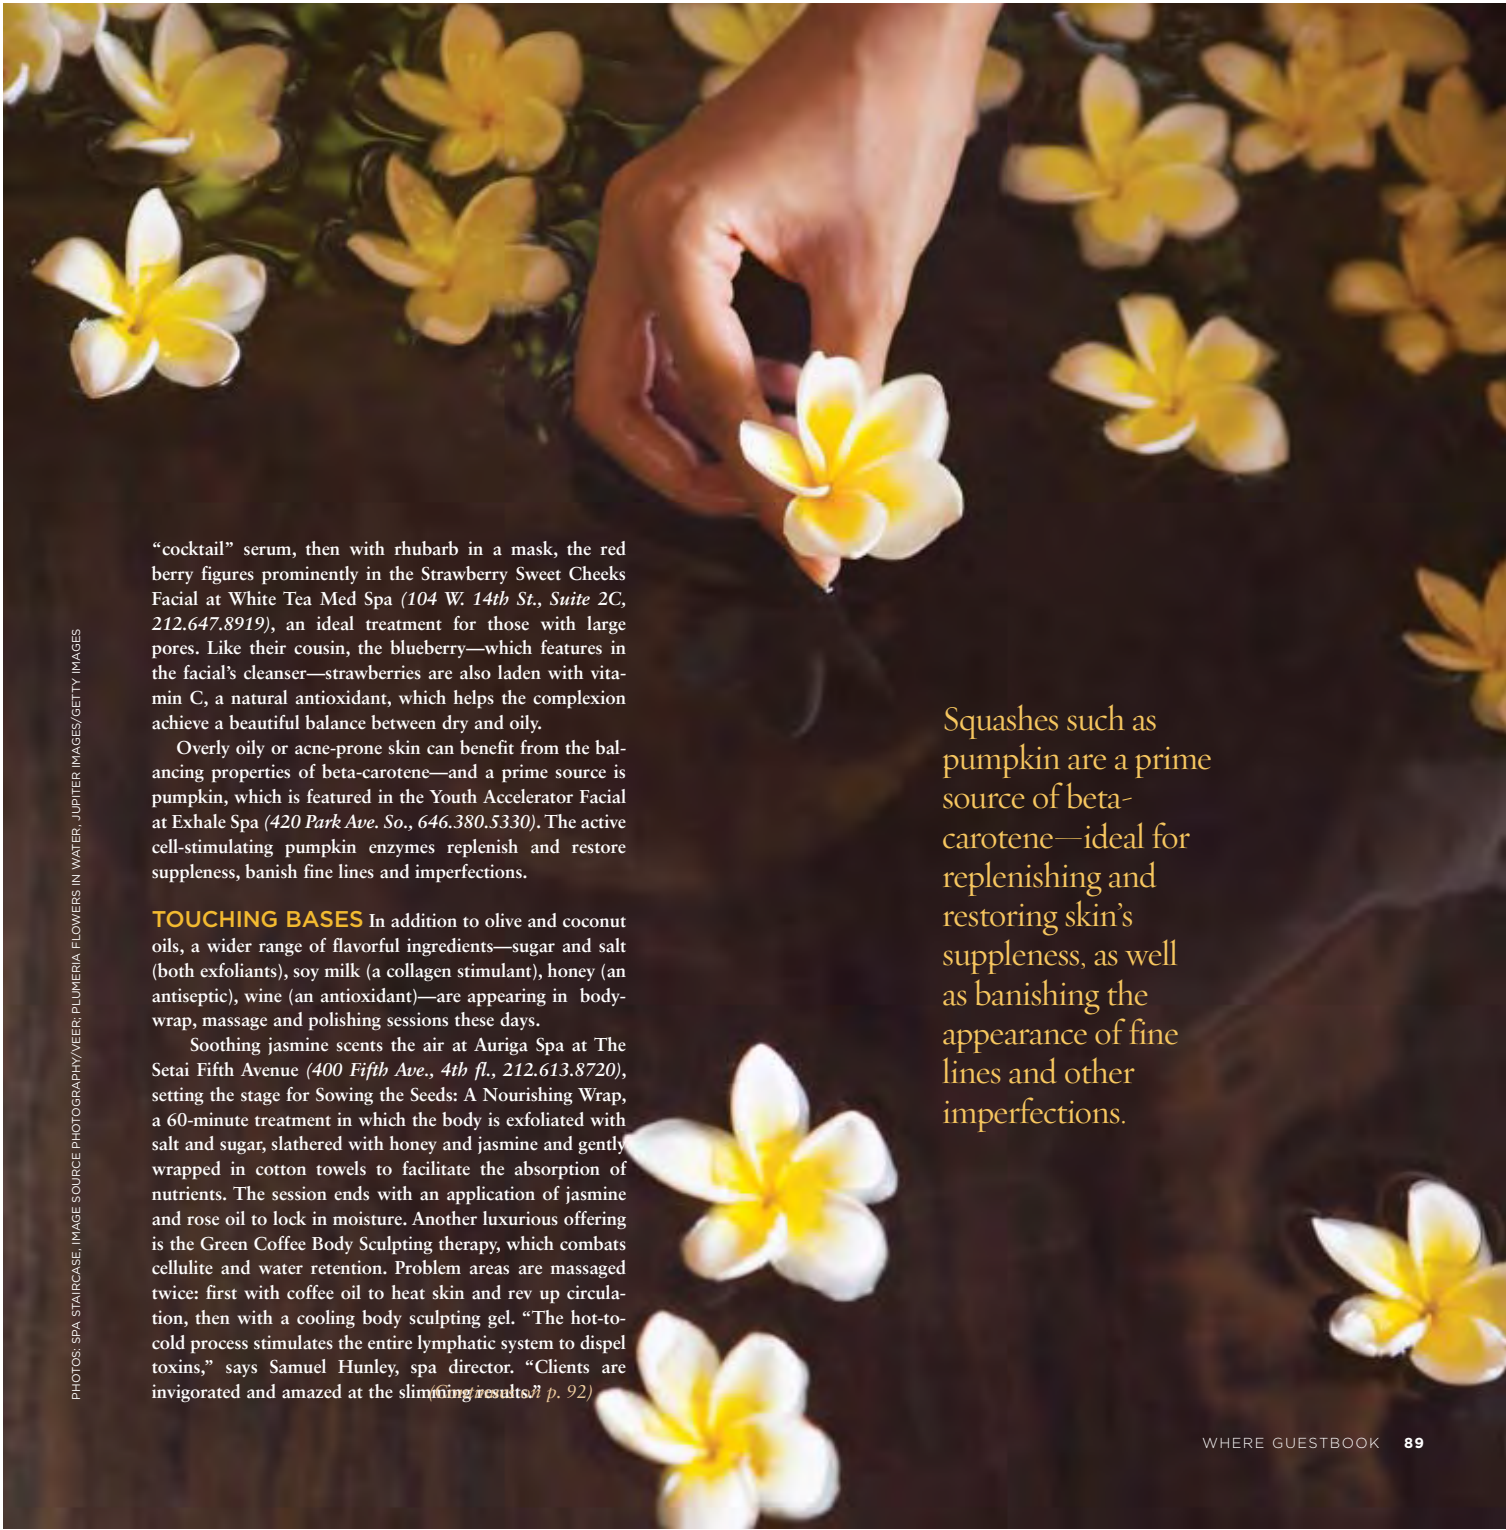 “cocktail” serum, then with rhubarb in a mask, the red
berry figures prominently in the Strawberry Sweet Cheeks
Facial at White Tea Med Spa (104 W. 14th St., Suite 2C,
212.647.8919), an ideal treatment for those with large
pores. Like their cousin, the blueberry—which features in
the facial’s cleanser—strawberries are also laden with vita-
min C, a natural antioxidant, which helps the complexion
achieve a beautiful balance between dry and oily.
Overly oily or acne-prone skin can benefit from the bal-
ancing properties of beta-carotene—and a prime source is
pumpkin, which is featured in the Youth Accelerator Facial
at Exhale Spa (420 Park Ave. So., 646.380.5330). The active
cell-stimulating pumpkin enzymes replenish and restore
suppleness, banish fine lines and imperfections.
TOUCHING BASES In addition to olive and coconut
oils, a wider range of flavorful ingredients—sugar and salt
(both exfoliants), soy milk (a collagen stimulant), honey (an
antiseptic), wine (an antioxidant)—are appearing in body-
wrap, massage and polishing sessions these days.
Soothing jasmine scents the air at Auriga Spa at The
Setai Fifth Avenue (400 Fifth Ave., 4th fl., 212.613.8720),
setting the stage for Sowing the Seeds: A Nourishing Wrap,
a 60-minute treatment in which the body is exfoliated with
salt and sugar, slathered with honey and jasmine and gently
wrapped in cotton towels to facilitate the absorption of
nutrients. The session ends with an application of jasmine
and rose oil to lock in moisture. Another luxurious offering
is the Green Coffee Body Sculpting therapy, which combats
cellulite and water retention. Problem areas are massaged
twice: first with coffee oil to heat skin and rev up circula-
tion, then with a cooling body sculpting gel. “The hot-to-
cold process stimulates the entire lymphatic system to dispel
toxins,” says Samuel Hunley, spa director. “Clients are
invigorated and amazed at the slimming results.”
(Continued on p. 92)
Squashes such as
pumpkin are a prime
source of beta-
carotene—ideal for
replenishing and
restoring skin’s
suppleness, as well
as banishing the
appearance of fine
lines and other
imperfections.
PHOTOS: SPA STAIRCASE, IMAGE SOURCE PHOTOGRAPHY/VEER; PLUMERIA FLOWERS IN WATER, JUPITER IMAGES/GETTY IMAGES
WHERE GUESTBOOK 89